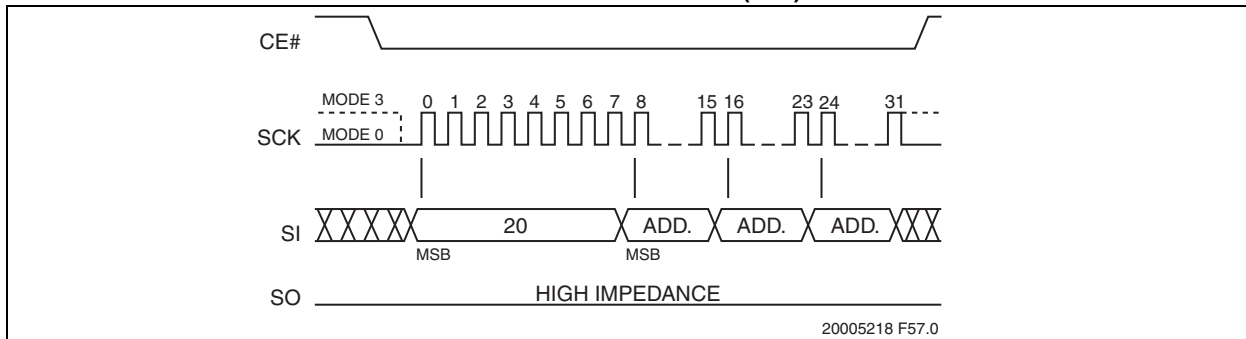 CE#
MODE 3
0 1 2 3 4 5 6 7 8 15 16 23 24 31
SCK
MODE 0
SI
20 ADD. ADD. ADD.
MSB MSB
SO
HIGH IMPEDANCE
20005218 F57.0